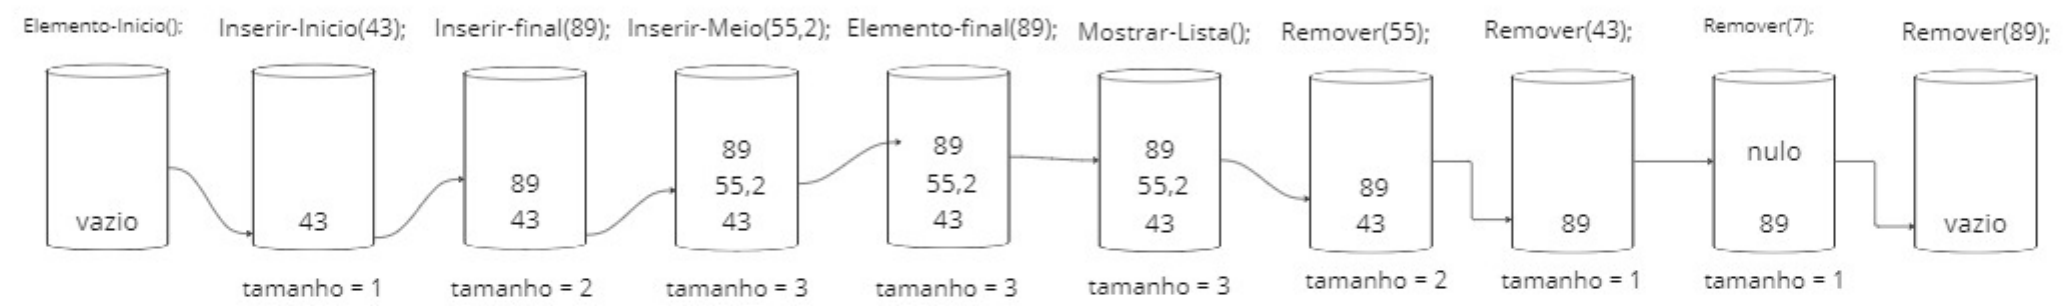 Elemento-Inicio();
Inserir-Inicio(43);
Inserir-final(89);
Inserir-Meio(55,2);
Elemento-final(89);
Mostrar-Lista();
Remover(55);
Remover(43);
Remover(7);
Remover(89);
vazio
43
89
43
89
55,2
43
89
55,2
43
89
55,2
43
89
43
89
nulo
89
vazio
tamanho = 1
tamanho = 2
tamanho = 3
tamanho = 3
tamanho = 3
tamanho = 2
tamanho = 1
tamanho = 1